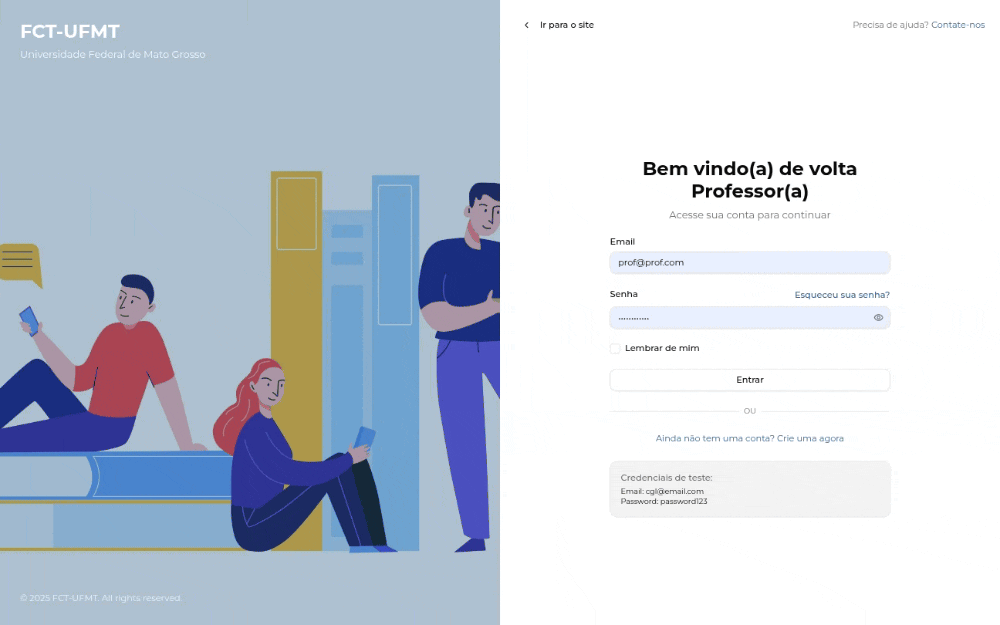 FCT-UFMT
Universidade Federal de Mato Grosso
© 2025 FCT-UFMT. All rights reserved.
Ir para o site
Precisa de ajuda? Contate-nos
Bem vindo(a) de volta
Professor(a)
Acesse sua conta para continuar
Email
prof@prof.com
Senha
Esqueceu sua senha?
••••••••••••
Lembrar de mim
Entrar
OU
Ainda não tem uma conta? Crie uma agora
Credenciais de teste:
Email: cgl@email.com
Password: password123